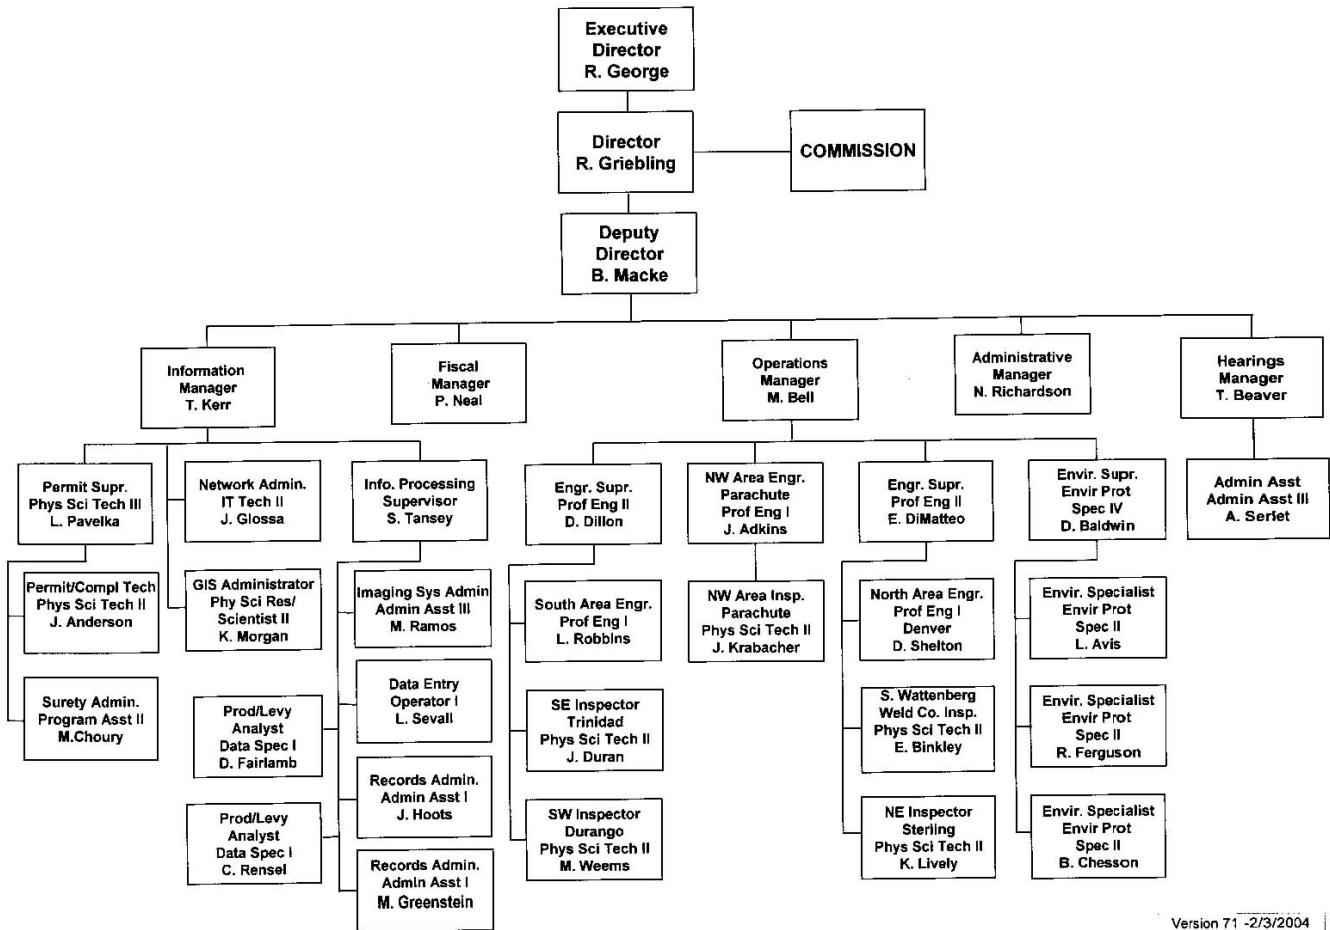 Executive
Director
R. George
Director
R. Griebling
COMMISSION
Deputy
Director
B. Macke
Information
Manager
T. Kerr
Fiscal
Manager
P. Neal
Operations
Manager
M. Bell
Administrative
Manager
N. Richardson
Hearings
Manager
T. Beaver
Permit Supr.
Phys Sci Tech III
L. Pavelka
Network Admin.
IT Tech II
J. Glossa
Info. Processing
Supervisor
S. Tansey
Engr. Supr.
Prof Eng II
D. Dillon
NW Area Engr.
Parachute
Prof Eng I
J. Adkins
Engr. Supr.
Prof Eng II
E. DiMatteo
Envir. Supr.
Envir Prot
Spec IV
D. Baldwin
Admin Asst
Admin Asst III
A. Serlet
Permit/Compl Tech
Phys Sci Tech II
J. Anderson
GIS Administrator
Phy Sci Res/
Scientist II
K. Morgan
Imaging Sys Admin
Admin Asst III
M. Ramos
South Area Engr.
Prof Eng I
L. Robbins
NW Area Insp.
Parachute
Phys Sci Tech II
J. Krabacher
North Area Engr.
Prof Eng I
Denver
D. Shelton
Envir. Specialist
Envir Prot
Spec II
L. Avis
Surety Admin.
Program Asst II
M.Choury
Prod/Levy
Analyst
Data Spec I
D. Fairlamb
Data Entry
Operator I
L. Sevall
SE Inspector
Trinidad
Phys Sci Tech II
J. Duran
S. Wattenberg
Weld Co. Insp.
Phys Sci Tech II
E. Binkley
Envir. Specialist
Envir Prot
Spec II
R. Ferguson
Prod/Levy
Analyst
Data Spec I
C. Rensel
Records Admin.
Admin Asst I
J. Hoots
SW Inspector
Durango
Phys Sci Tech II
M. Weems
NE Inspector
Sterling
Phys Sci Tech II
K. Lively
Envir. Specialist
Envir Prot
Spec II
B. Chesson
Records Admin.
Admin Asst I
M. Greenstein
Version 71 -2/3/2004